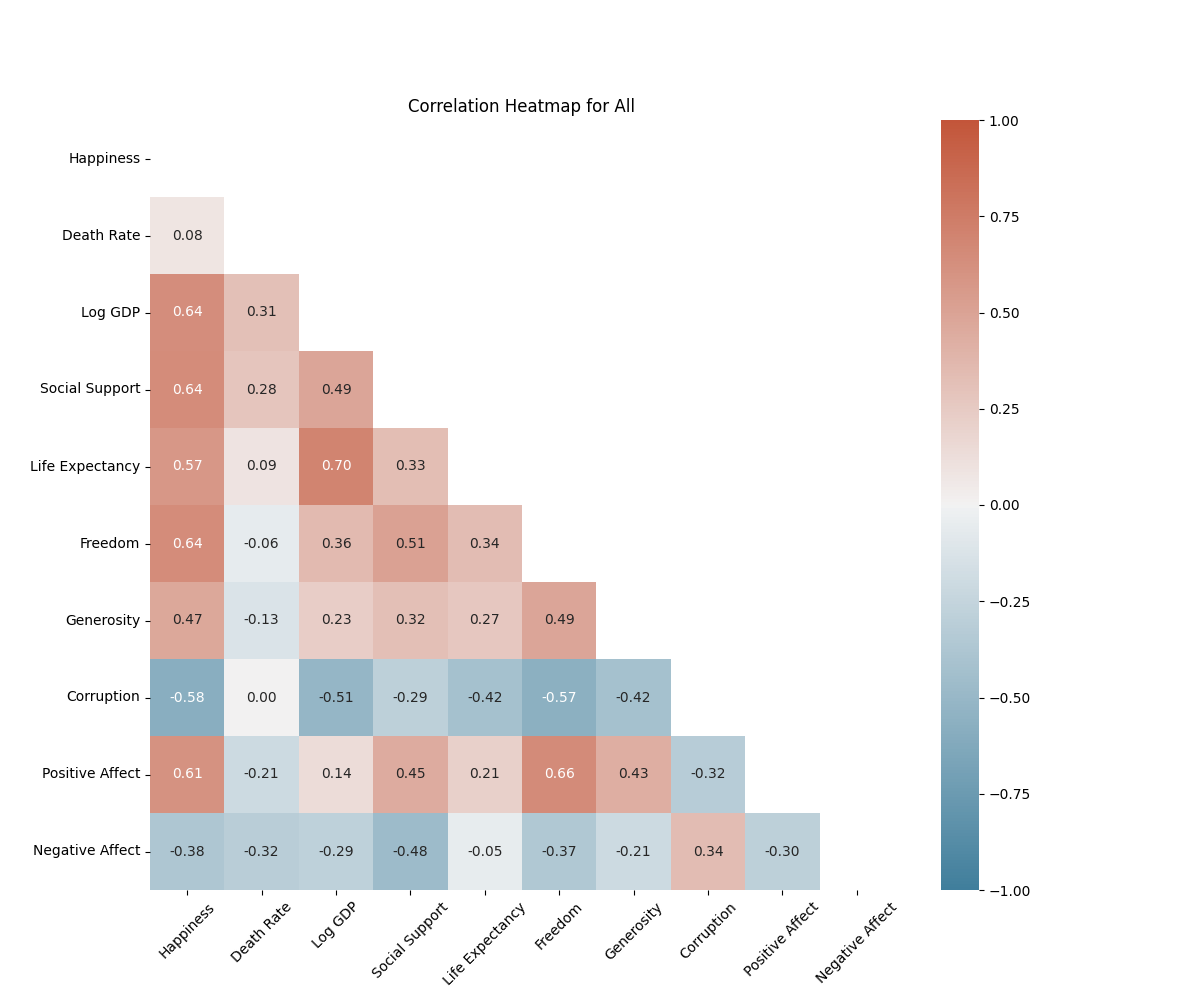 Correlation Heatmap for All
Happiness
Death Rate 0.08
Log GDP 0.64 0.31
Social Support 0.64 0.28 0.49
Life Expectancy 0.57 0.09 0.70 0.33
Freedom 0.64 -0.06 0.36 0.51 0.34
Generosity 0.47 -0.13 0.23 0.32 0.27 0.49
Corruption -0.58 0.00 -0.51 -0.29 -0.42 -0.57 -0.42
Positive Affect 0.61 -0.21 0.14 0.45 0.21 0.66 0.43 -0.32
Negative Affect -0.38 -0.32 -0.29 -0.48 -0.05 -0.37 -0.21 0.34 -0.30
Happiness Death Rate Log GDP Social Support Life Expectancy Freedom Generosity Corruption Positive Affect Negative Affect
1.00
0.75
0.50
0.25
0.00
−0.25
−0.50
−0.75
−1.00